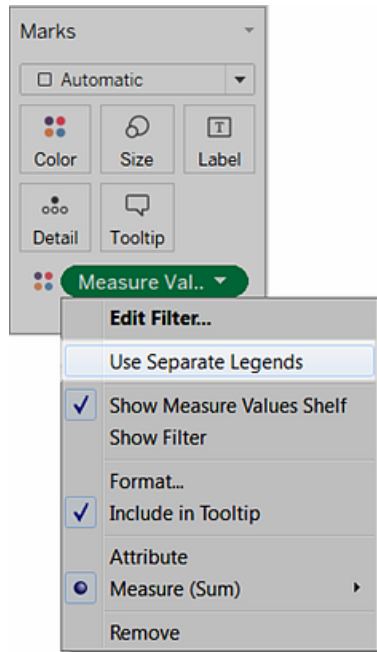 Marks
Automatic
Color Size Label
Detail Tooltip
Measure Val..
Edit Filter...
Use Separate Legends
Show Measure Values Shelf
Show Filter
Format...
Include in Tooltip
Attribute
Measure (Sum)
Remove